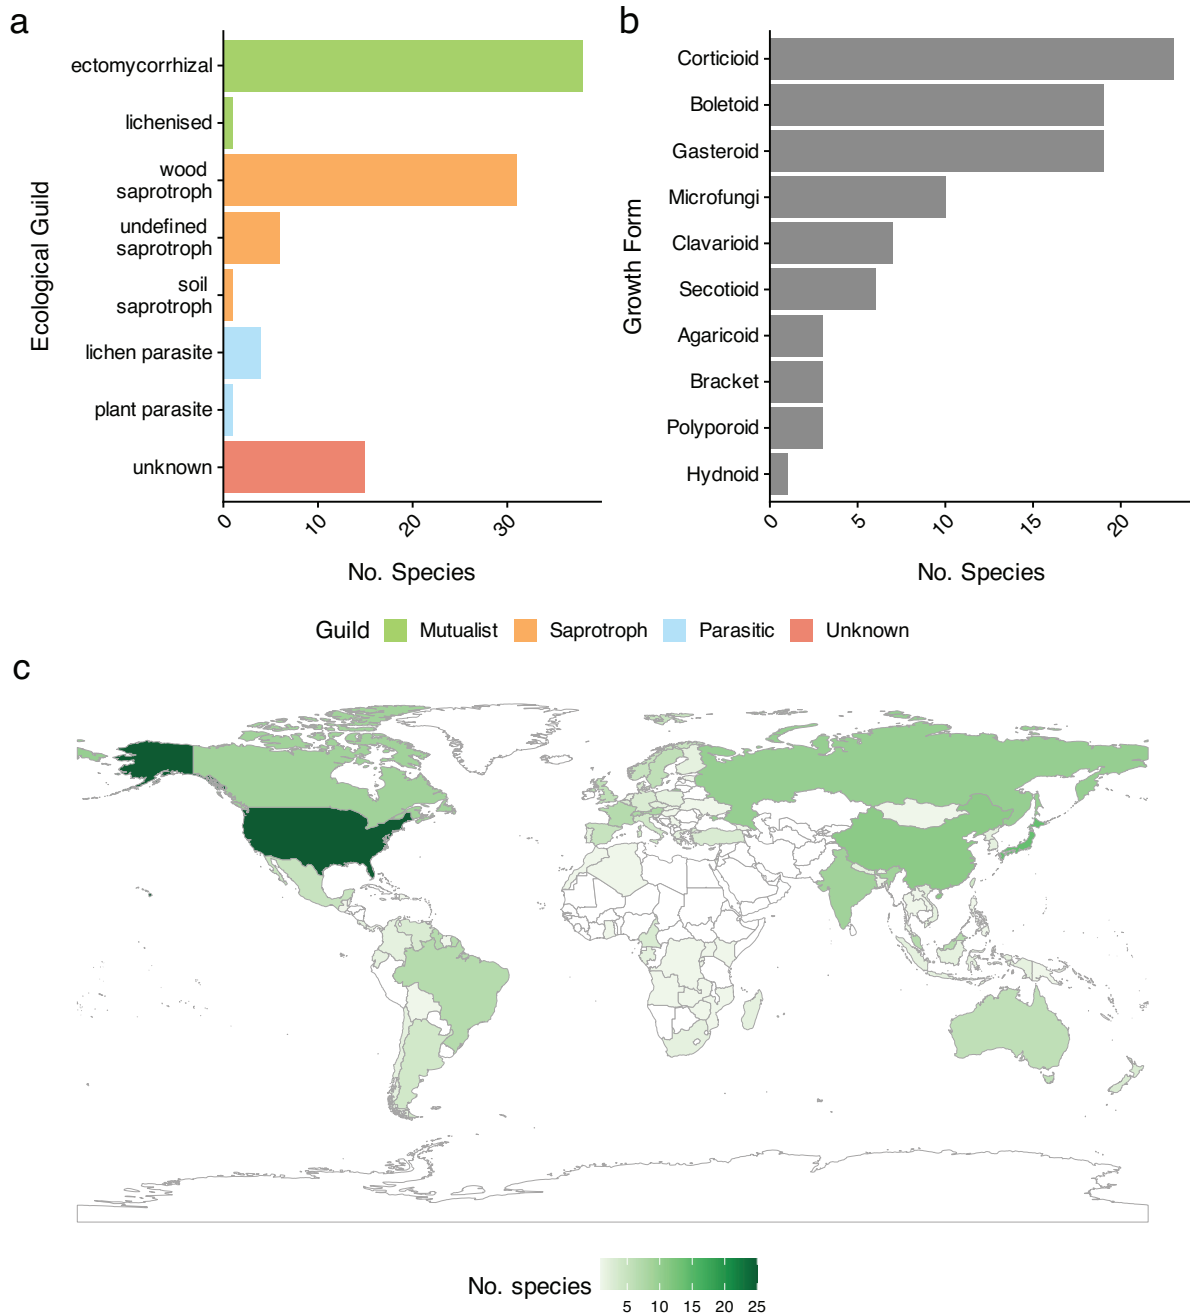 a
ectomycorrhizal
lichenised
wood
saprotroph
undefined
saprotroph
soil
saprotroph
lichen parasite
plant parasite
unknown
Ecological Guild
0 10 20 30
No. Species
b
Corticioid
Boletoid
Gasteroid
Microfungi
Clavarioid
Secotioid
Agaricoid
Bracket
Polyporoid
Hydnoid
Growth Form
0 5 10 15 20
No. Species
Guild Mutualist Saprotroph Parasitic Unknown
c
No. species
5 10 15 20 25